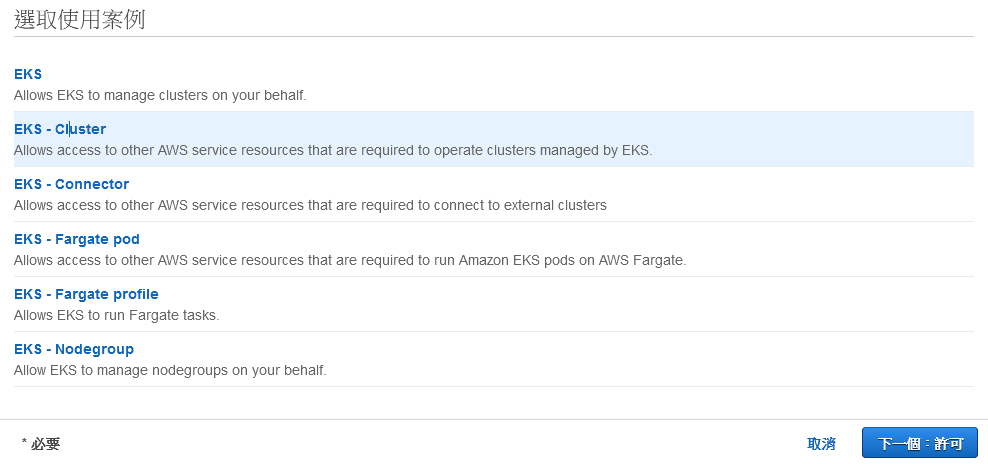 選取使用案例
EKS
Allows EKS to manage clusters on your behalf.
EKS - Cluster
Allows access to other AWS service resources that are required to operate clusters managed by EKS.
EKS - Connector
Allows access to other AWS service resources that are required to connect to external clusters
EKS - Fargate pod
Allows access to other AWS service resources that are required to run Amazon EKS pods on AWS Fargate.
EKS - Fargate profile
Allows EKS to run Fargate tasks.
EKS - Nodegroup
Allow EKS to manage nodegroups on your behalf.
* 必要 取消 下一個：許可